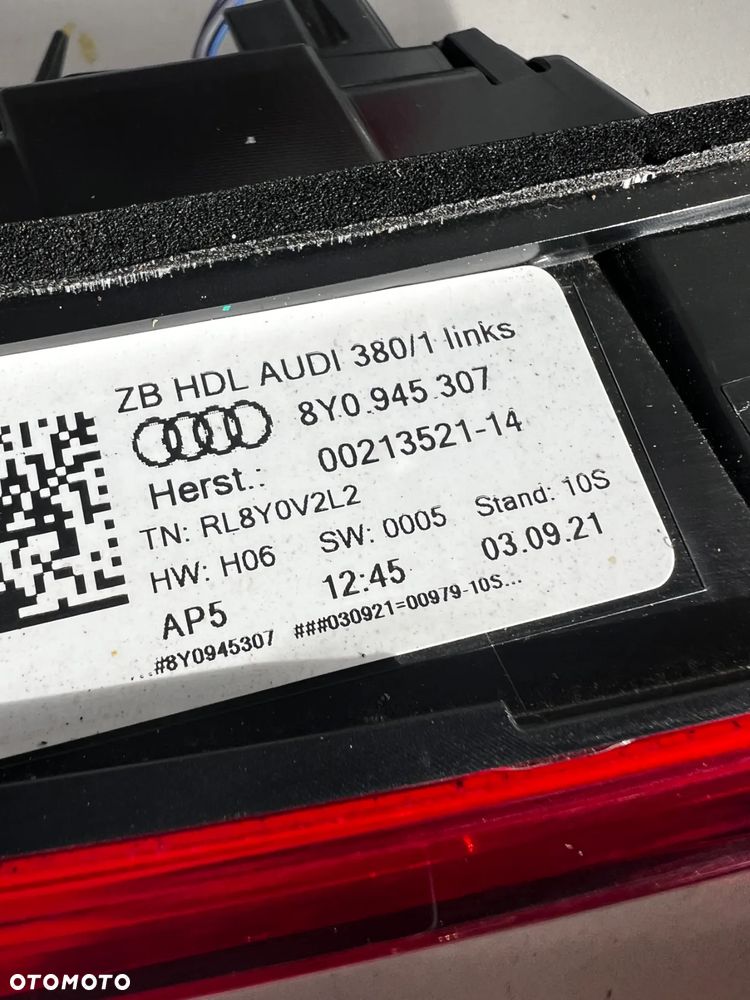 ZB HDL AUDI 380/1 links
8Y0.945.307
Herst.: 00213521-14
TN: RL8Y0V2L2
HW: H06 SW: 0005 Stand: 10S
AP5 12:45 03.09.21
...#8Y0945307 ###030921=00979-10S...
OTOMOTO